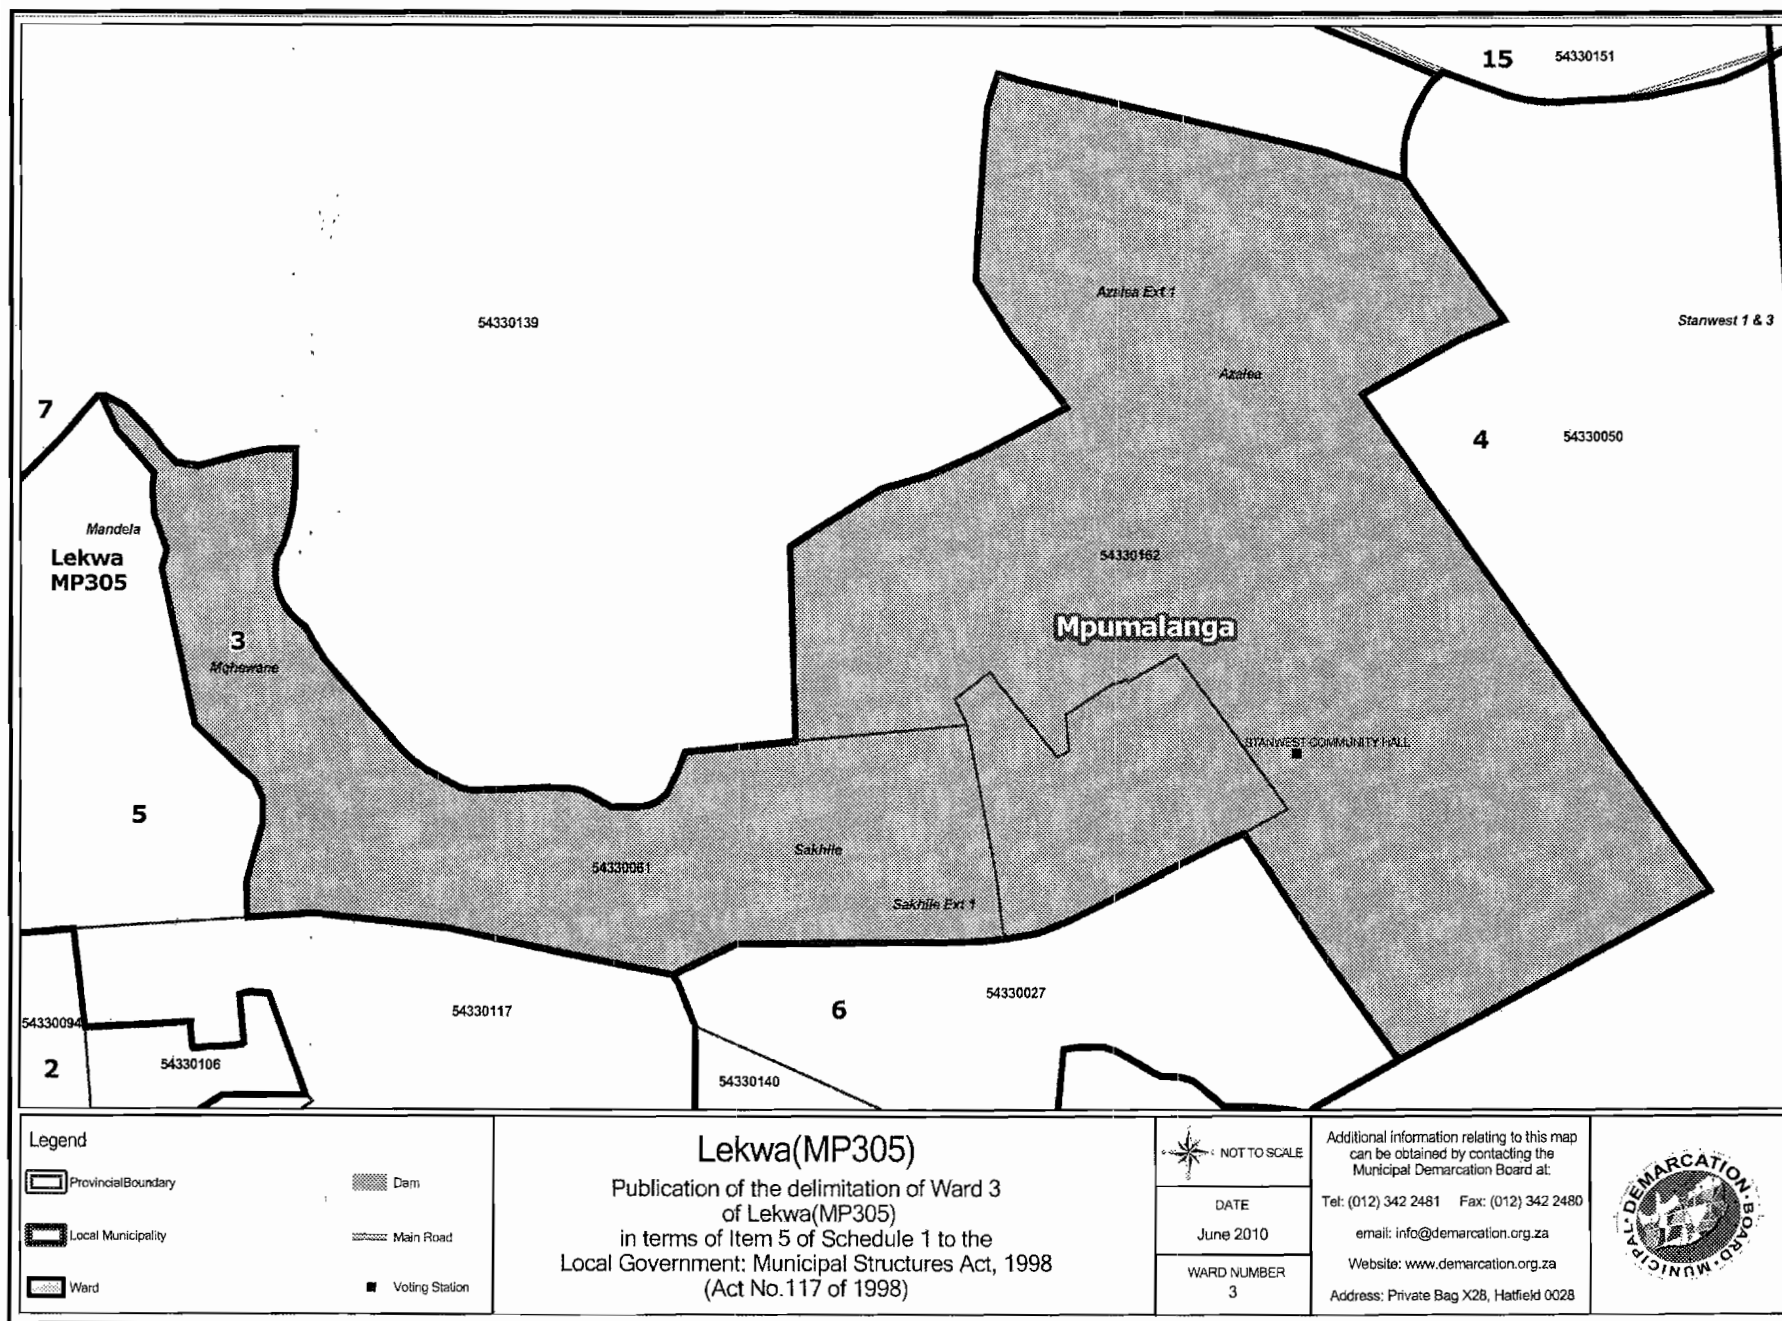 15
54330151
Azalea Ext 1
Stanwest 1 & 3
54330139
Azalea
7
4
54330050
Mandela
Lekwa
MP305
54330162
Mpumalanga
3
STANWEST COMMUNITY HALL
5
Sakhile
54330061
Sakhile Ext 1
54330117
6
54330027
54330094
2
54330106
54330140
Legend
ProvincialBoundary
Dam
Local Municipality
Main Road
Ward
Voting Station
Lekwa(MP305)
Publication of the delimitation of Ward 3
of Lekwa(MP305)
in terms of Item 5 of Schedule 1 to the
Local Government: Municipal Structures Act, 1998
(Act No.117 of 1998)
NOT TO SCALE
DATE
June 2010
WARD NUMBER
3
Additional information relating to this map
can be obtained by contacting the
Municipal Demarcation Board at:
Tel: (012) 342 2481 Fax: (012) 342 2480
email: info@demarcation.org.za
Website: www.demarcation.org.za
Address: Private Bag X28, Hatfield 0028
MUNICIPAL DEMARCATION BOARD